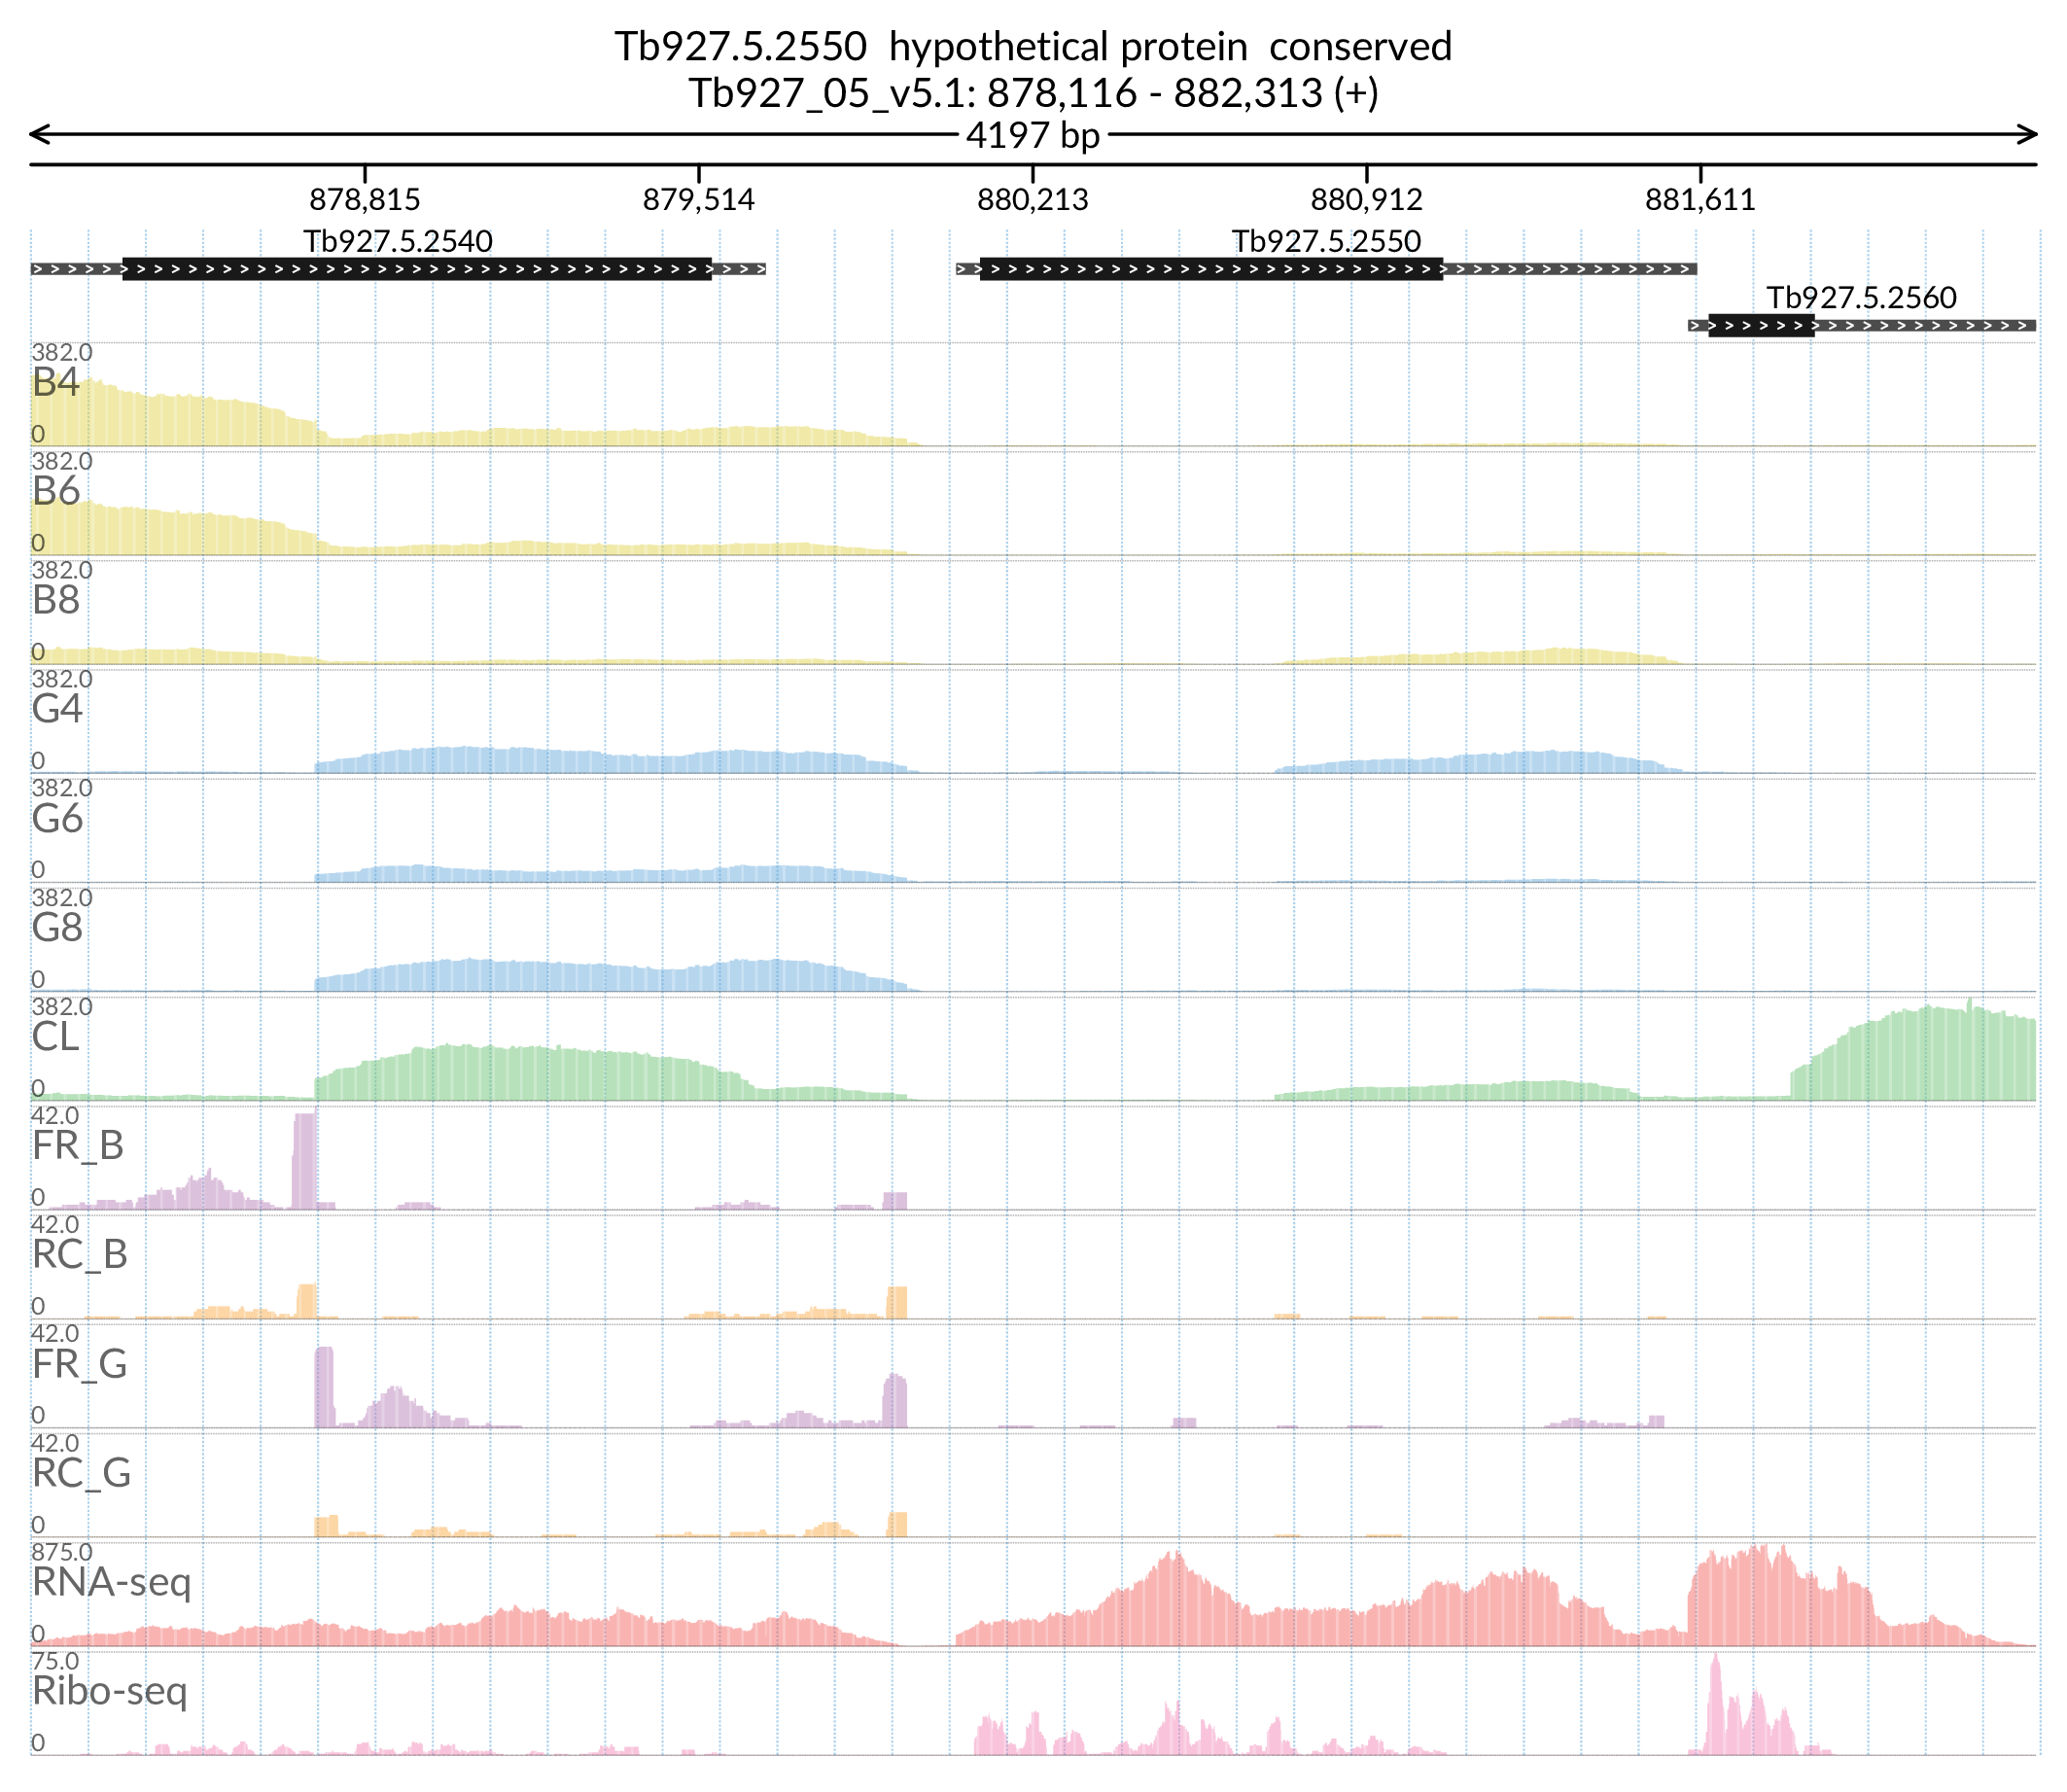 Tb927.5.2550  hypothetical protein  conserved
Tb927_05_v5.1: 878,116 - 882,313 (+)
4197 bp
878,815 879,514 880,213 880,912 881,611
Tb927.5.2540 Tb927.5.2550
Tb927.5.2560
382.0
B4
0
382.0
B6
0
382.0
B8
0
382.0
G4
0
382.0
G6
0
382.0
G8
0
382.0
CL
0
42.0
FR_B
0
42.0
RC_B
0
42.0
FR_G
0
42.0
RC_G
0
875.0
RNA-seq
0
75.0
Ribo-seq
0